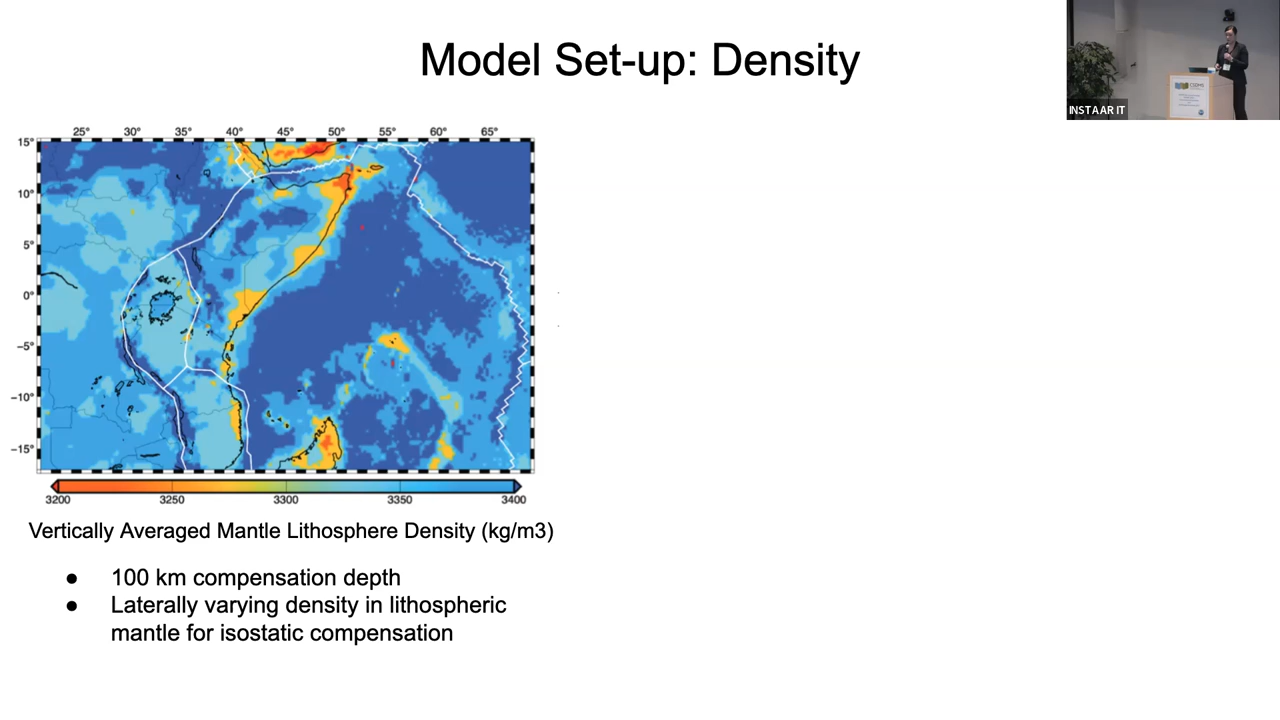 Model Set-up: Density
INSTAAR IT
25° 30° 35° 40° 45° 50° 55° 60° 65°
15°
10°
5°
0°
−5°
−10°
−15°
3200 3250 3300 3350 3400
Vertically Averaged Mantle Lithosphere Density (kg/m3)
● 100 km compensation depth
● Laterally varying density in lithospheric
mantle for isostatic compensation